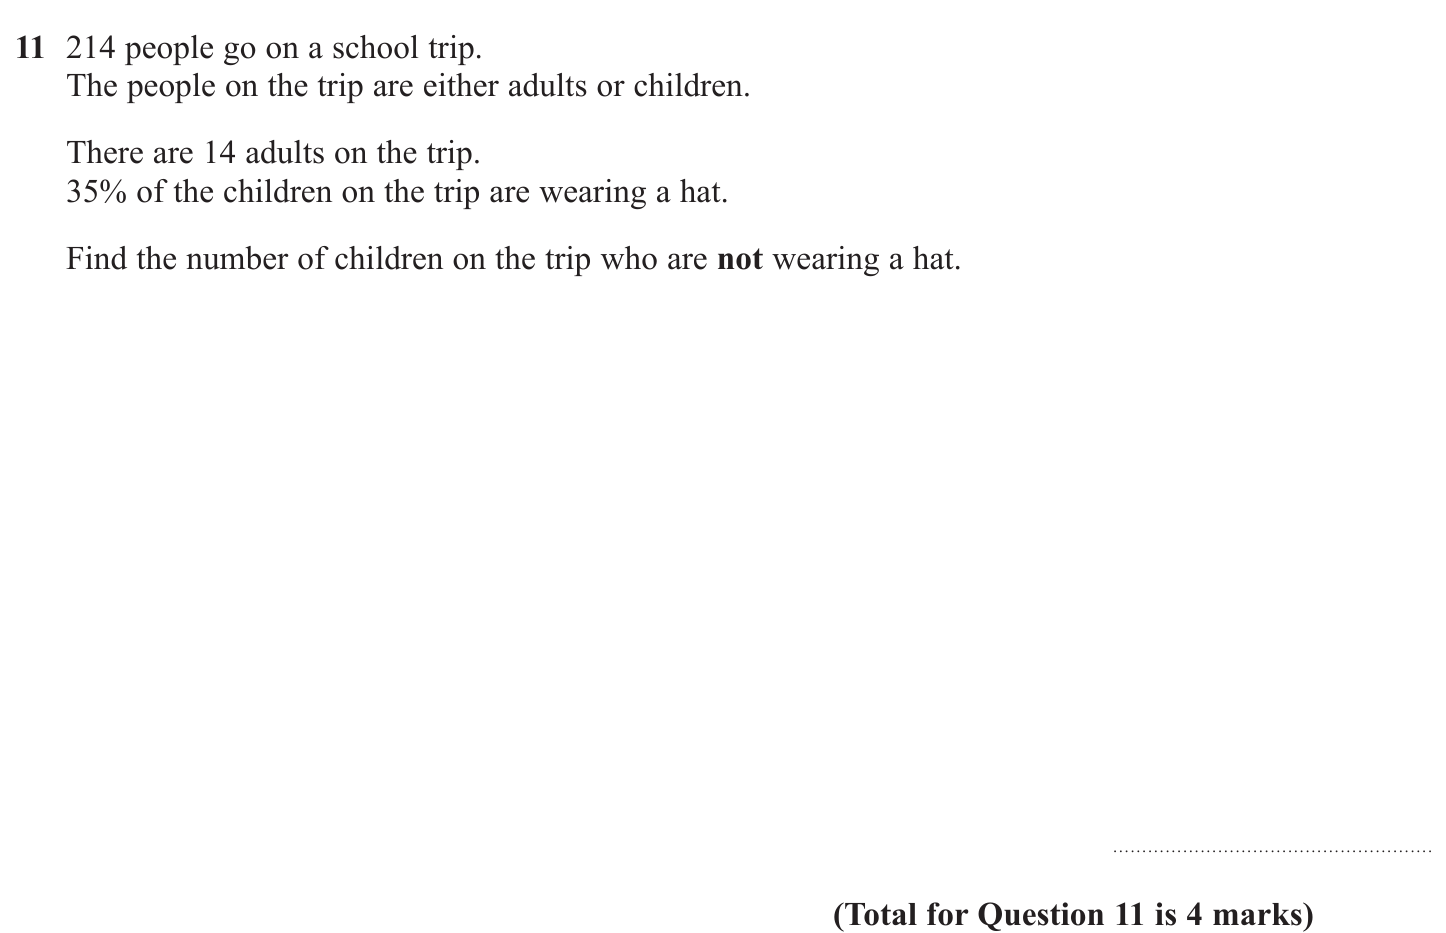 11 214 people go on a school trip.
The people on the trip are either adults or children.
There are 14 adults on the trip.
35% of the children on the trip are wearing a hat.
Find the number of children on the trip who are not wearing a hat.
(Total for Question 11 is 4 marks)